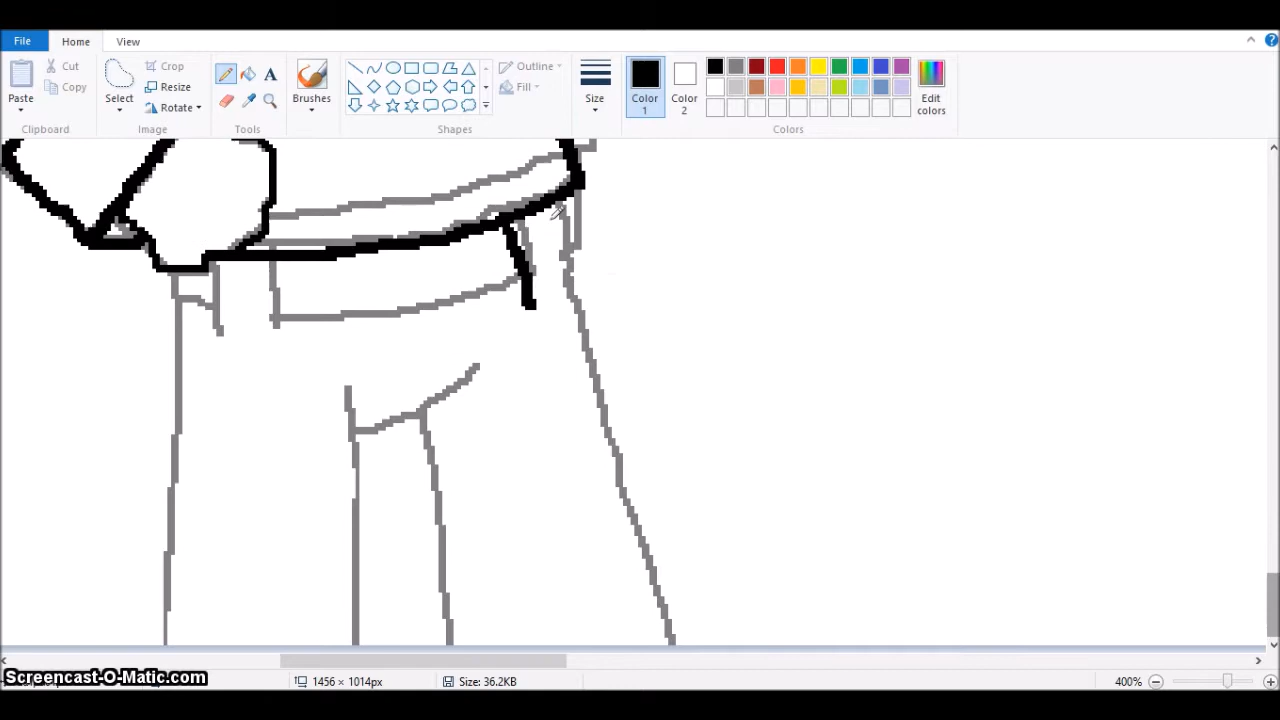 File Home View
Paste Cut Copy Clipboard
Select Crop Resize Rotate Image
A Tools
Brushes
Outline Fill Shapes
Size
Color 1 Color 2 Edit colors Colors
Screencast-O-Matic.com
1456 × 1014px Size: 36.2KB 400%